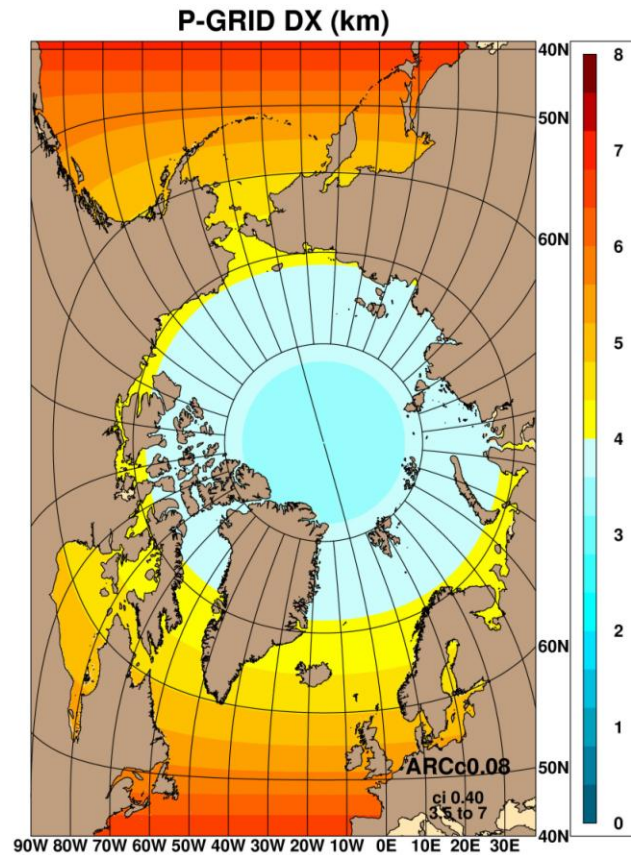 P-GRID DX (km)
40N
8
50N
7
6
60N
5
4
3
2
60N
1
50N
ARCc0.08
ci 0.40
3.5 to 7
0
40N
90W 80W 70W 60W 50W 40W 30W 20W 10W 0E 10E 20E 30E